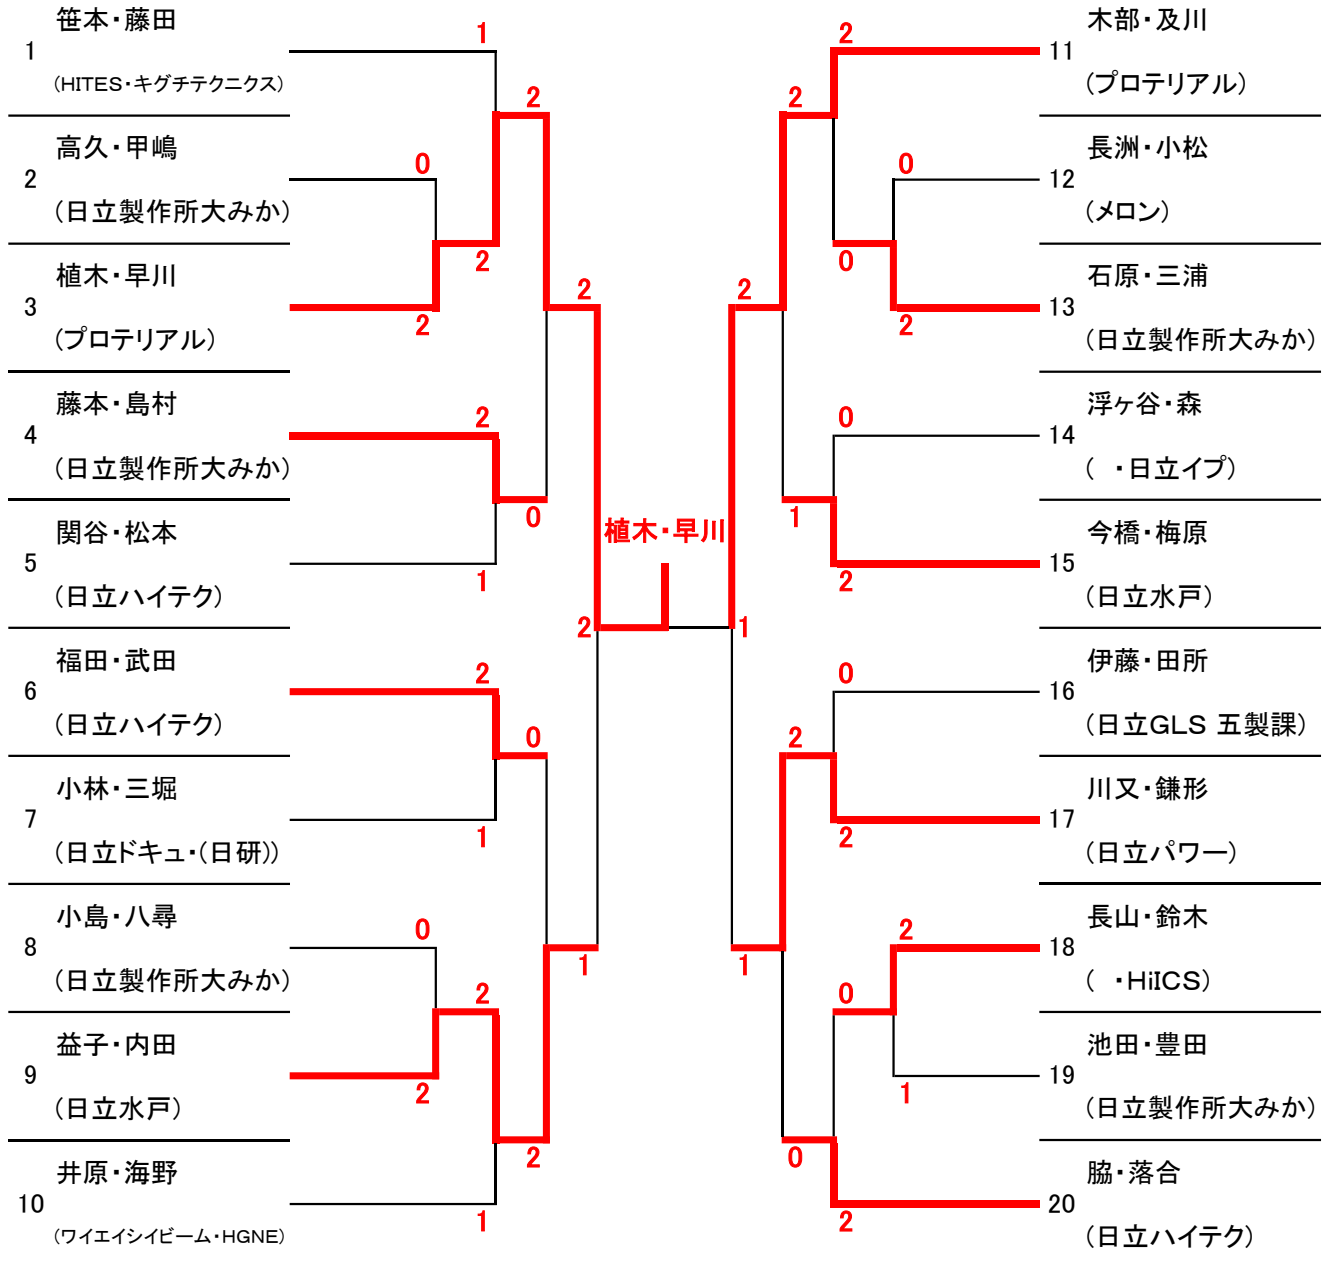 笹本・藤田
1
1
(HITES・キグチテクニクス)
2
高久・甲嶋
2
0
(日立製作所大みか)
2
植木・早川
3
2
(プロテリアル)
2
藤本・島村
4
2
(日立製作所大みか)
0
関谷・松本
5
1
(日立ハイテク)
2
福田・武田
6
2
(日立ハイテク)
0
小林・三堀
7
1
(日立ドキュ・(日研))
小島・八尋
8
0
(日立製作所大みか)
1
2
益子・内田
9
2
(日立水戸)
2
井原・海野
10
1
(ワイエイシイビーム・HGNE)
植木・早川
木部・及川
2
11
(プロテリアル)
2
長洲・小松
0
12
(メロン)
0
石原・三浦
2
13
(日立製作所大みか)
2
浮ヶ谷・森
0
14
( ・日立イプ)
1
今橋・梅原
2
15
(日立水戸)
1
伊藤・田所
0
16
(日立GLS 五製課)
2
川又・鎌形
2
17
(日立パワー)
長山・鈴木
2
18
( ・HiICS)
1
0
池田・豊田
1
19
(日立製作所大みか)
0
脇・落合
2
20
(日立ハイテク)